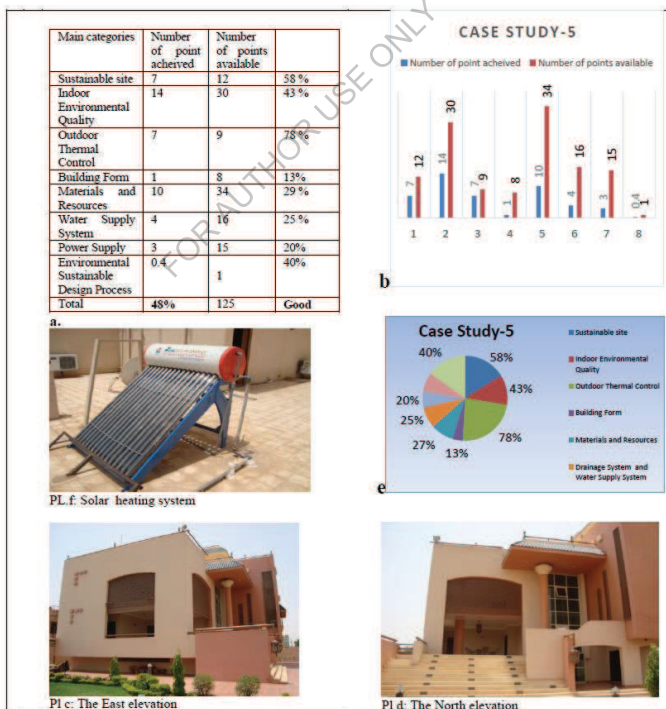 Main categories
Number of point acheived
Number of points available
Sustainable site 7 12 58 %
Indoor Environmental Quality 14 30 43 %
Outdoor Thermal Control 7 9 78%
Building Form 1 8 13%
Materials and Resources 10 34 29 %
Water Supply System 4 16 25 %
Power Supply 3 15 20%
Environmental Sustainable Design Process 0.4 1 40%
Total 48% 125 Good
a.
CASE STUDY-5
Number of point acheived
Number of points available
7 12 14 30 7 9 1 8 10 34 4 16 3 15 0.4 1
1 2 3 4 5 6 7 8
b
FOR AUTHOR USE ONLY
PL.f: Solar heating system
Case Study-5
58%
43%
78%
13%
27%
25%
20%
40%
Sustainable site
Indoor Environmental
Quality
Outdoor Thermal Control
Building Form
Materials and Resources
Drainage System and
Water Supply System
e
Pl c: The East elevation
Pl d: The North elevation